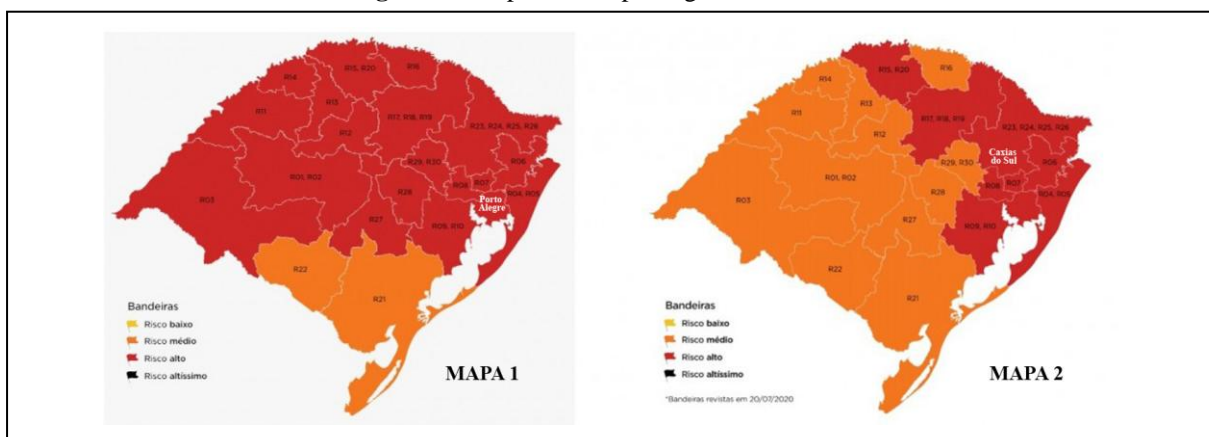 R14
R15, R20
R16
R11
R13
R12
R17, R18, R19
R23, R24, R25, R26
R29, R30
R06
R01, R02
R08
R07
R04, R05
R03
R28
Porto
Alegre
R27
R09, R10
R22
R21
Bandeiras
Risco baixo
Risco médio
Risco alto
Risco altíssimo
MAPA 1
R14
R15, R20
R16
R11
R13
R12
R17, R18, R19
R23, R24, R25, R26
Caxias
do Sul
R29, R30
R06
R01, R02
R08
R07
R04, R05
R03
R28
R27
R09, R10
R22
R21
Bandeiras
Risco baixo
Risco médio
Risco alto
Risco altíssimo
MAPA 2
*Bandeiras revistas em 20/07/2020